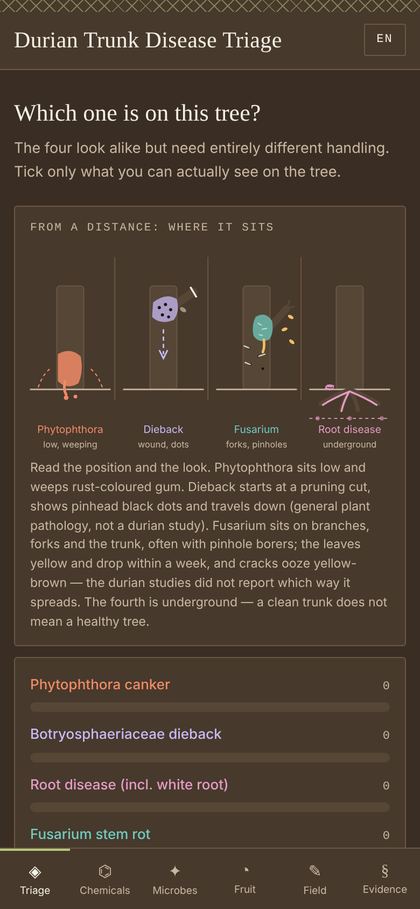 Durian Trunk Disease Triage
EN
Which one is on this tree?
The four look alike but need entirely different handling.
Tick only what you can actually see on the tree.
FROM A DISTANCE: WHERE IT SITS
Phytophthora
low, weeping
Dieback
wound, dots
Fusarium
forks, pinholes
Root disease
underground
Read the position and the look. Phytophthora sits low and
weeps rust-coloured gum. Dieback starts at a pruning cut,
shows pinhead black dots and travels down (general plant
pathology, not a durian study). Fusarium sits on branches,
forks and the trunk, often with pinhole borers; the leaves
yellow and drop within a week, and cracks ooze yellow-
brown — the durian studies did not report which way it
spreads. The fourth is underground — a clean trunk does not
mean a healthy tree.
Phytophthora canker 0
Botryosphaeriaceae dieback 0
Root disease (incl. white root) 0
Fusarium stem rot 0
Triage
Chemicals
Microbes
Fruit
Field
§
Evidence